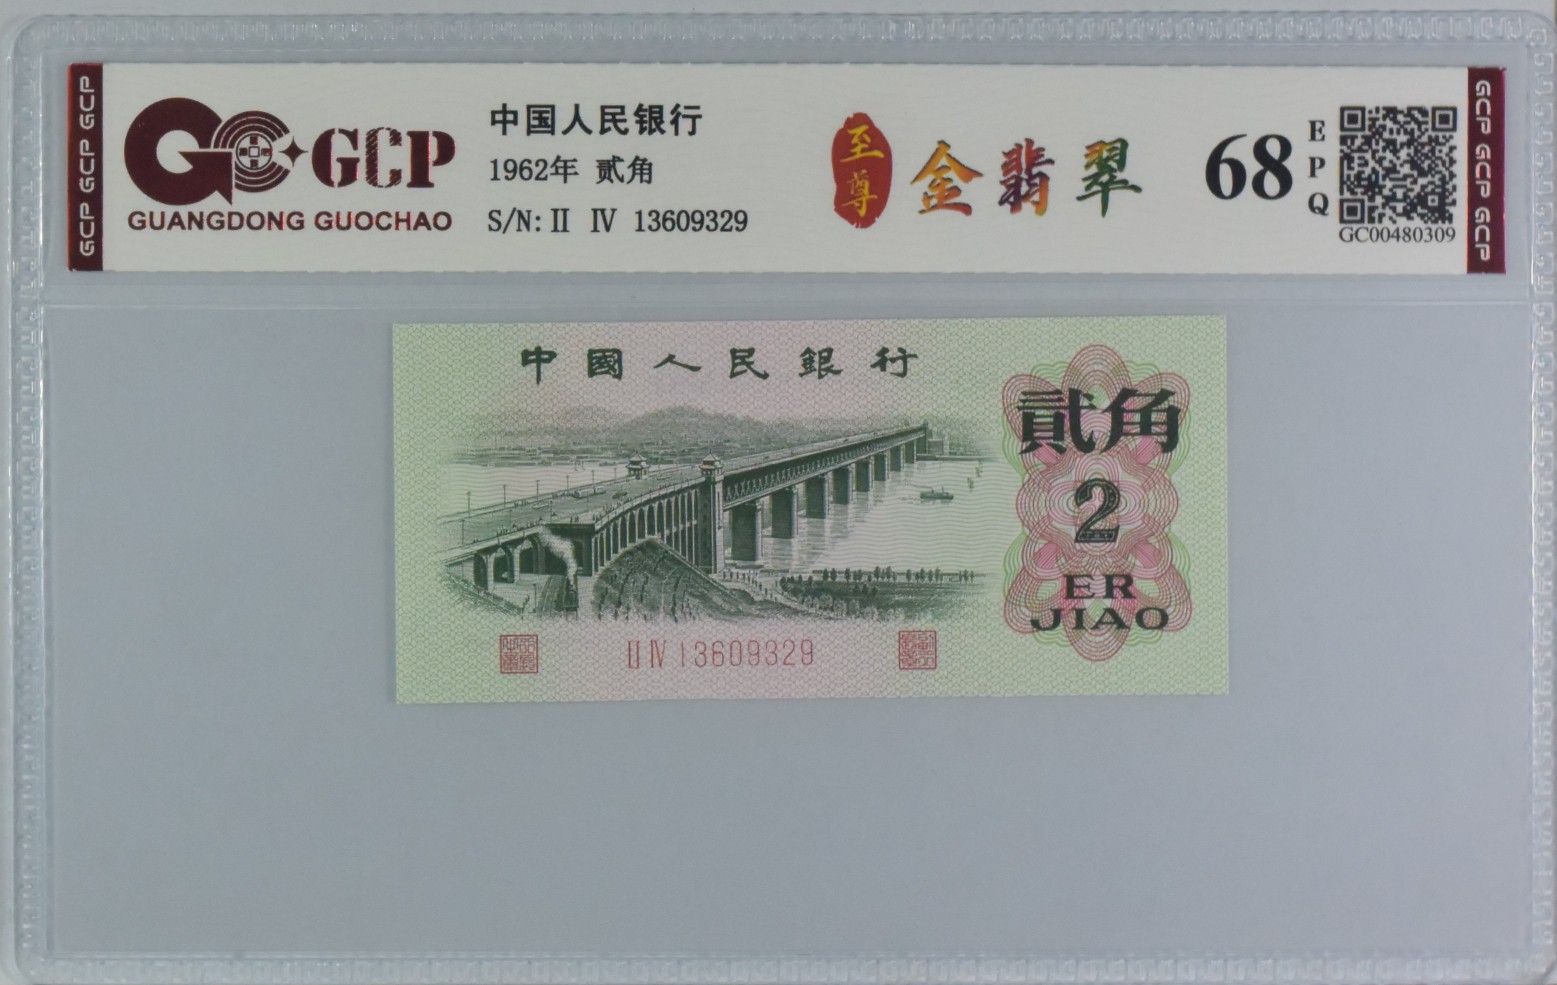 GCP GCP GCP
GCP
GUANGDONG GUOCHAO
中国人民银行
1962年 贰角
S/N: II IV 13609329
至尊
金翡翠
68
EPQ
GC00480309
GCP GCP GCP
中國人民銀行
貳角
2
ER
JIAO
II IV 13609329